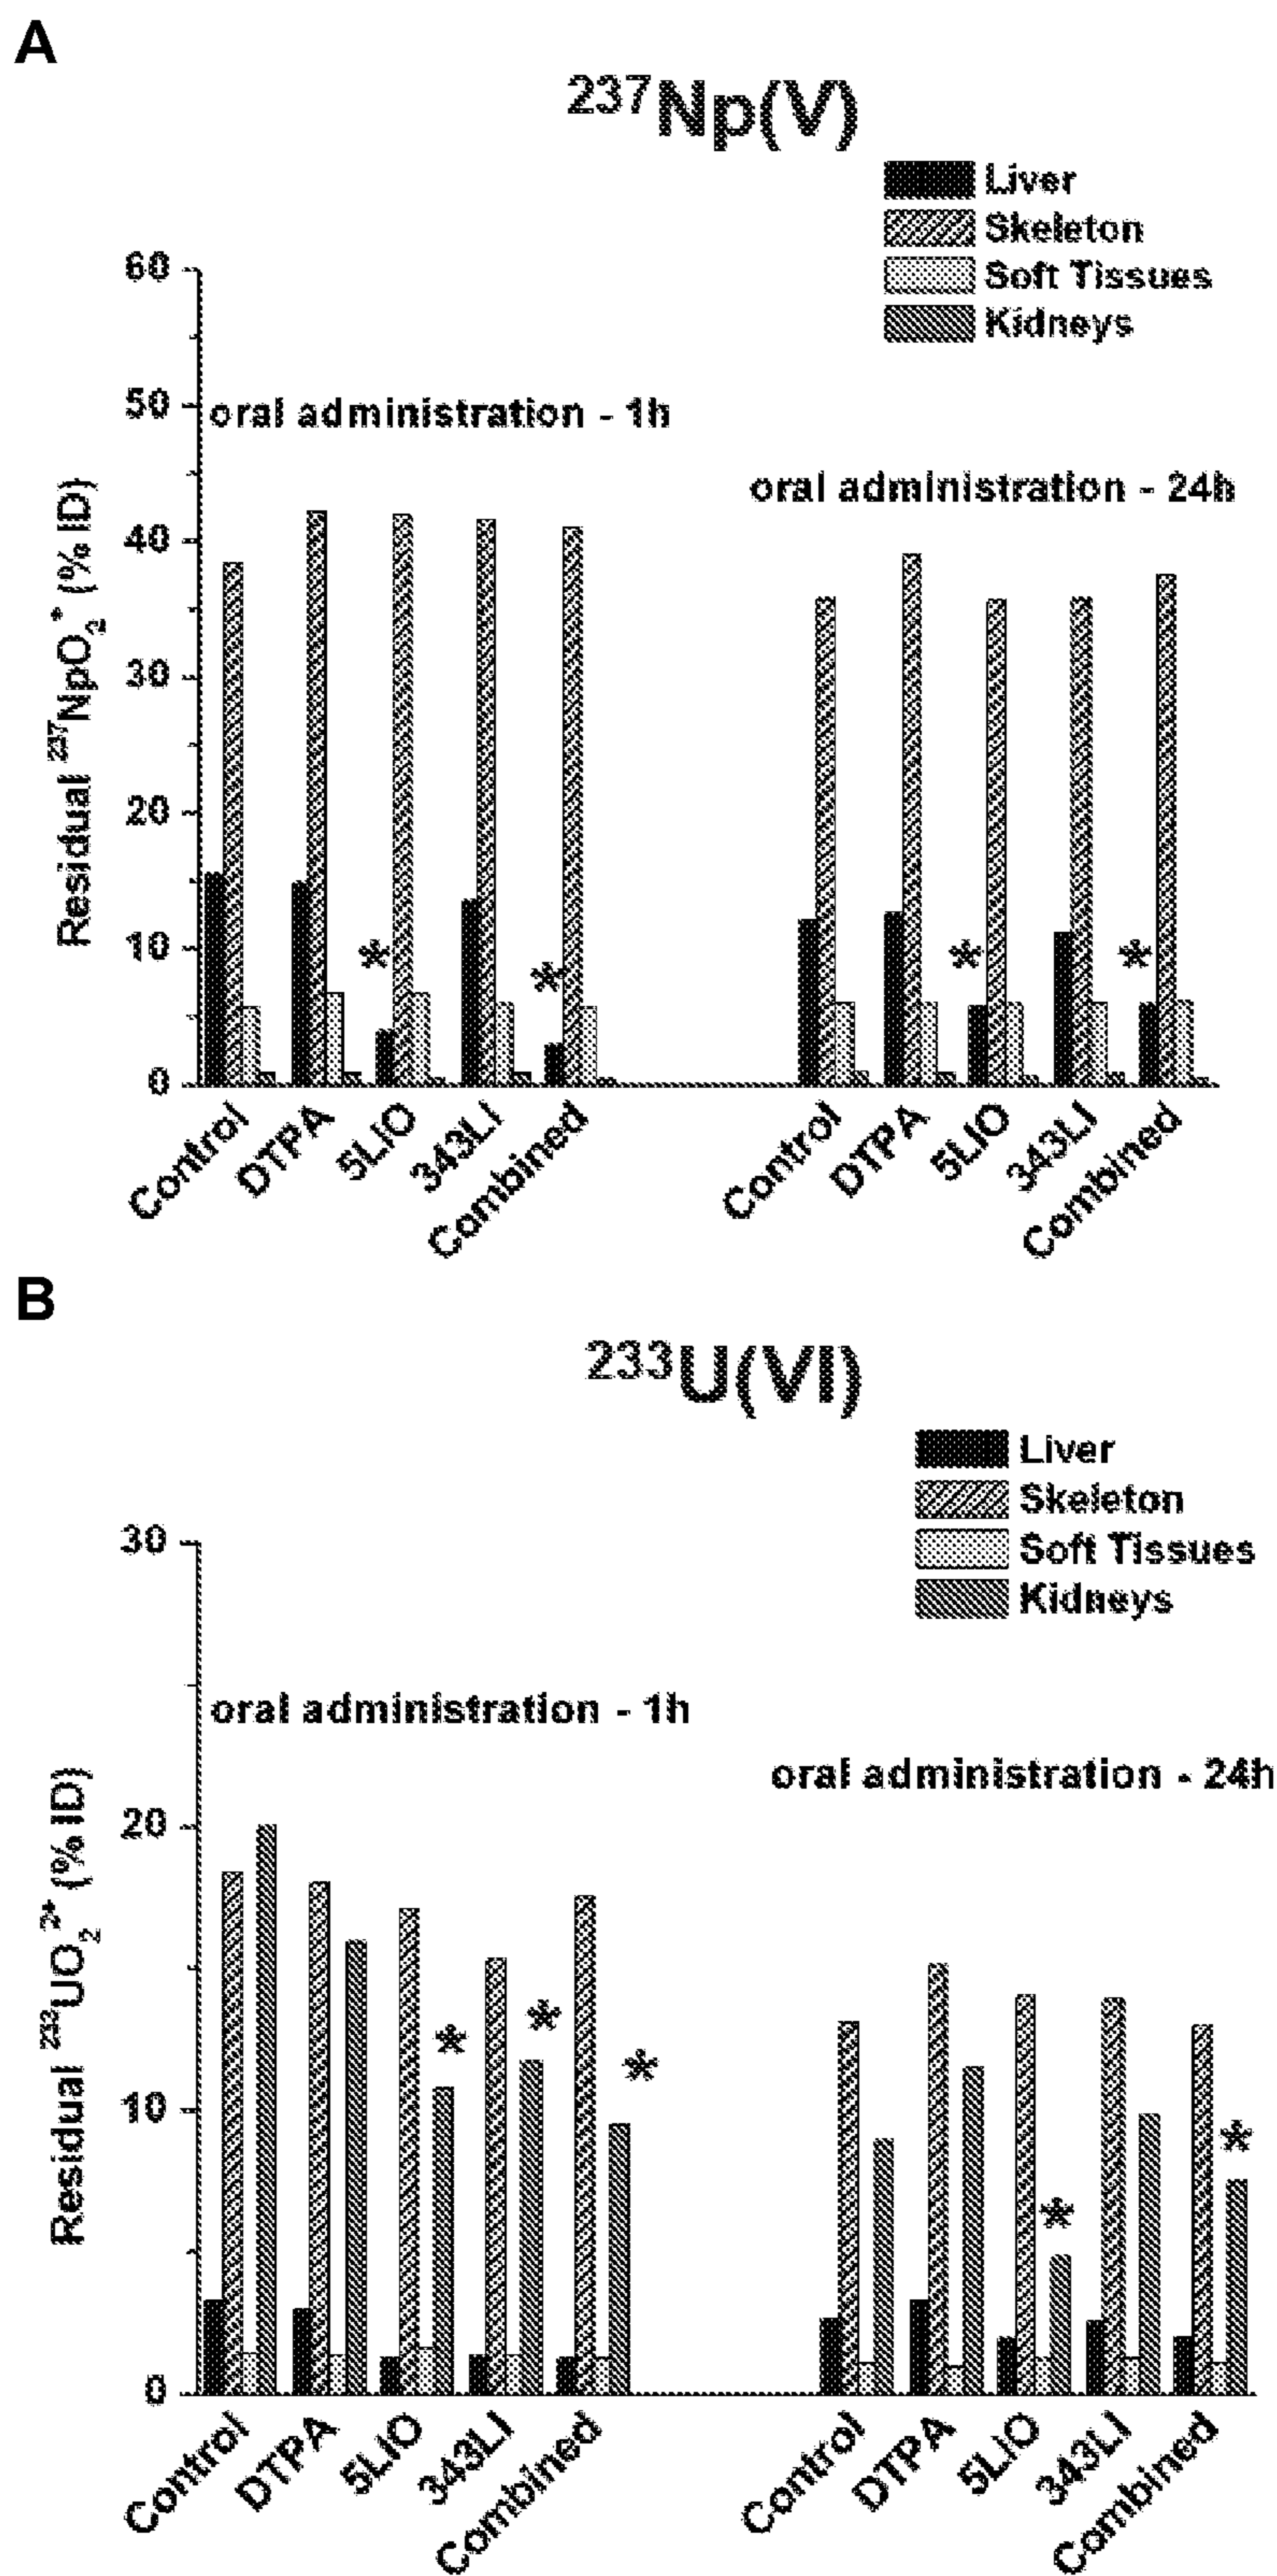 A
²³⁷Np(V)
Liver
Skeleton
Soft Tissues
Kidneys
60
50
40
30
20
10
0
Residual ²³⁷NpO₂⁺ (% ID)
oral administration - 1h
oral administration - 24h
*
*
*
*
Control
DTPA
5LIO
343LI
Combined
Control
DTPA
5LIO
343LI
Combined
B
²³³U(VI)
Liver
Skeleton
Soft Tissues
Kidneys
30
20
10
0
Residual ²³³UO₂²⁺ (% ID)
oral administration - 1h
oral administration - 24h
*
*
*
*
*
Control
DTPA
5LIO
343LI
Combined
Control
DTPA
5LIO
343LI
Combined